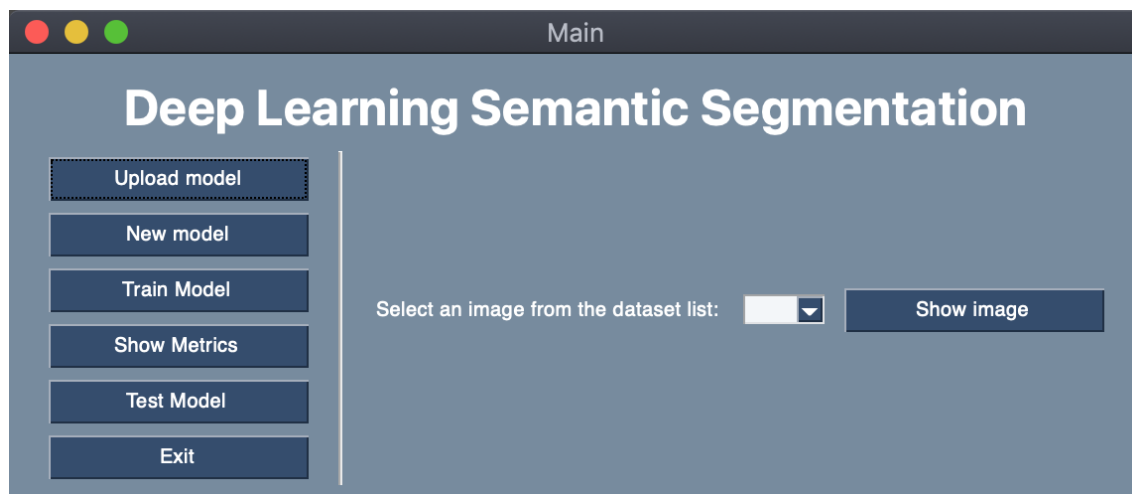 Main
Deep Learning Semantic Segmentation
Upload model
New model
Train Model
Show Metrics
Test Model
Exit
Select an image from the dataset list:
Show image